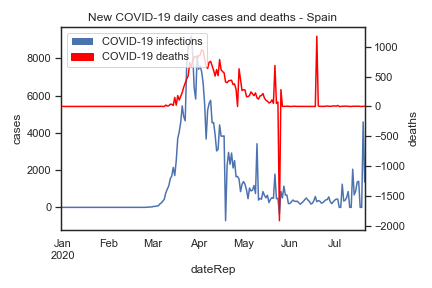 New COVID-19 daily cases and deaths - Spain
COVID-19 infections
COVID-19 deaths
cases
8000
6000
4000
2000
0
deaths
1000
500
0
−500
−1000
−1500
−2000
Jan Feb Mar Apr May Jun Jul
2020
dateRep